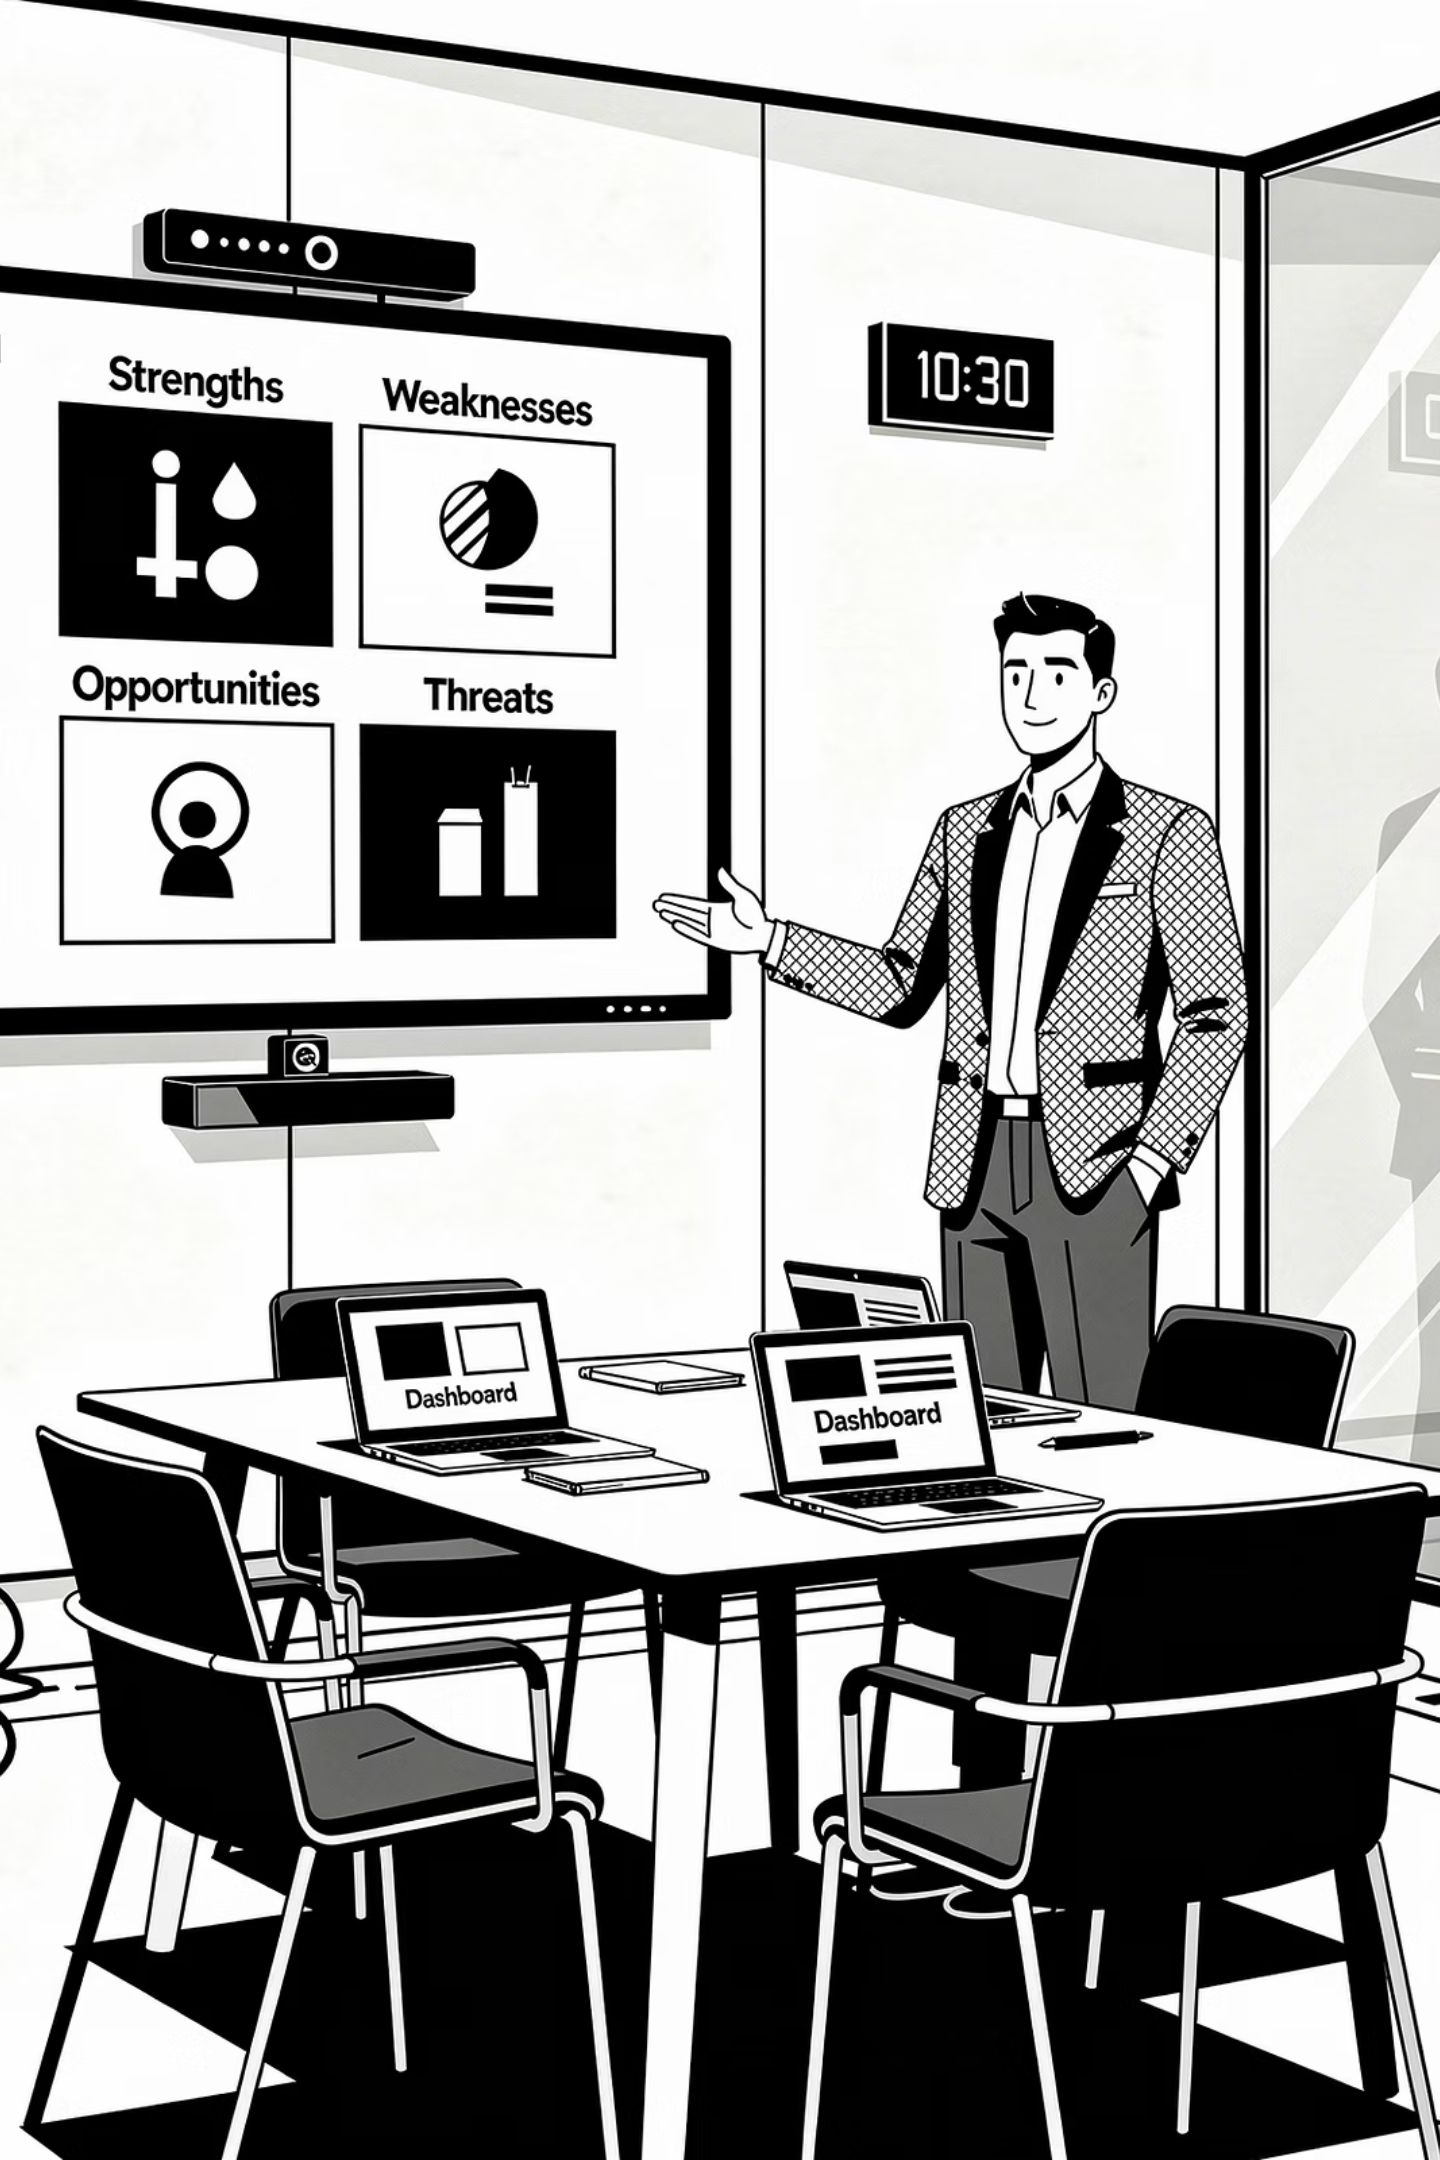 Strengths
Weaknesses
Opportunities
Threats
10:30
Dashboard
Dashboard